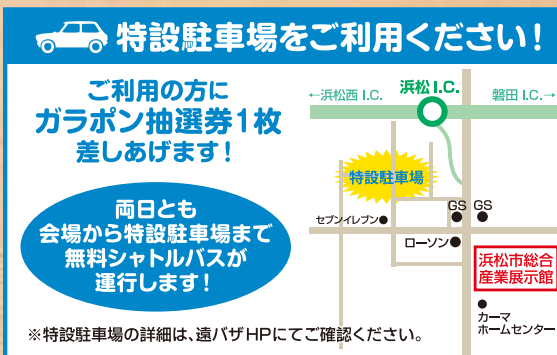 特設駐車場をご利用ください!
ご利用の方に
ガラポン抽選券1枚
差しあげます!
両日とも
会場から特設駐車場まで
無料シャトルバスが
運行します!
←浜松西 I.C.
浜松 I.C.
磐田 I.C.→
特設駐車場
GS GS
セブンイレブン●
ローソン●
浜松市総合
産業展示館
カーマ
ホームセンター
※特設駐車場の詳細は、遠バザHPにてご確認ください。